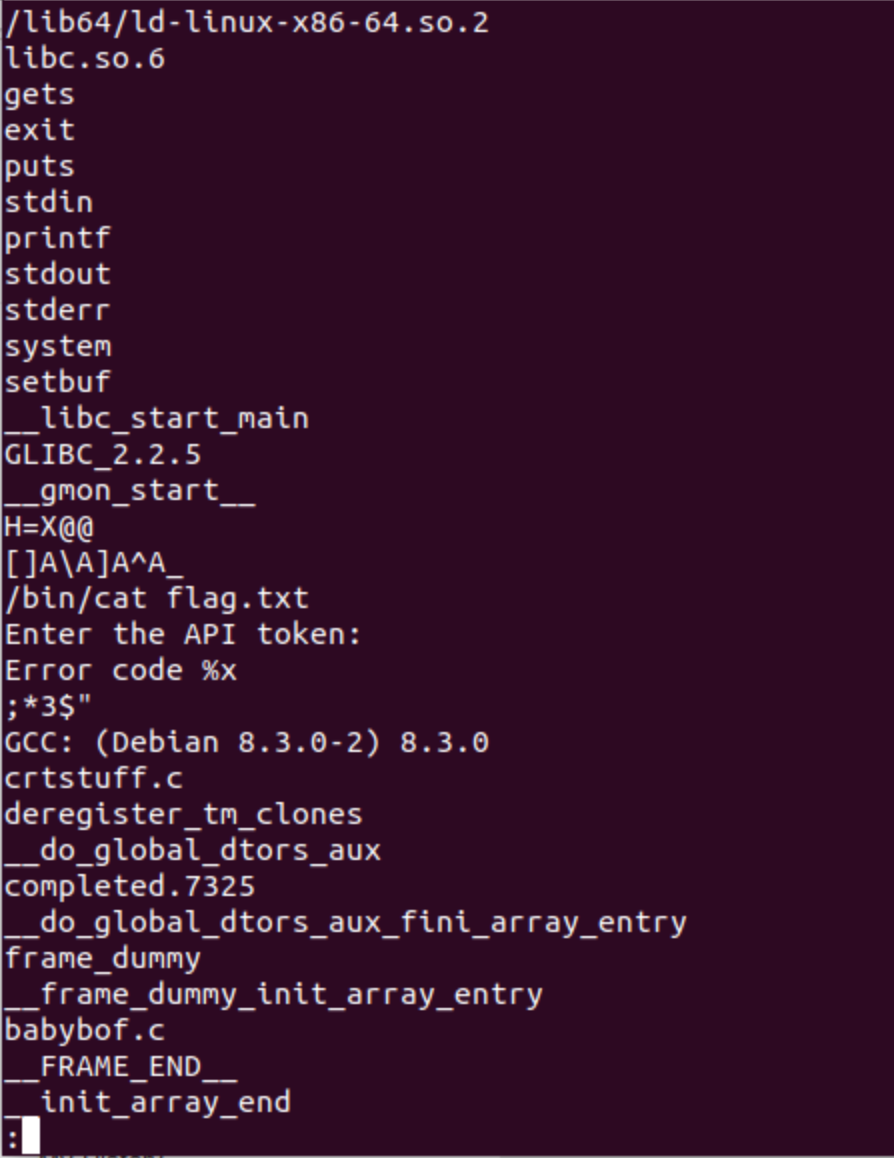 /lib64/ld-linux-x86-64.so.2
libc.so.6
gets
exit
puts
stdin
printf
stdout
stderr
system
setbuf
__libc_start_main
GLIBC_2.2.5
__gmon_start__
H=X@@
[]A\A]A^A_
/bin/cat flag.txt
Enter the API token:
Error code %x
;*3$"
GCC: (Debian 8.3.0-2) 8.3.0
crtstuff.c
deregister_tm_clones
__do_global_dtors_aux
completed.7325
__do_global_dtors_aux_fini_array_entry
frame_dummy
__frame_dummy_init_array_entry
babybof.c
__FRAME_END__
__init_array_end
: